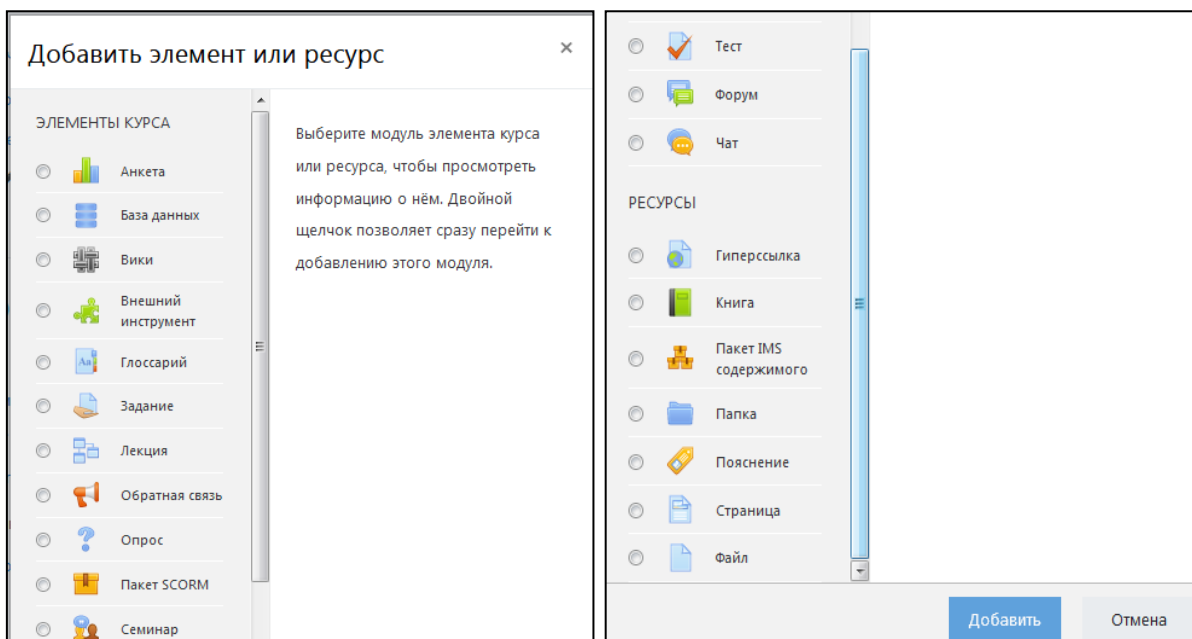 Добавить элемент или ресурс
×
ЭЛЕМЕНТЫ КУРСА
Анкета
База данных
Вики
Внешний
инструмент
Глоссарий
Задание
Лекция
Обратная связь
Опрос
Пакет SCORM
Семинар
Выберите модуль элемента курса
или ресурса, чтобы просмотреть
информацию о нём. Двойной
щелчок позволяет сразу перейти к
добавлению этого модуля.
Тест
Форум
Чат
РЕСУРСЫ
Гиперссылка
Книга
Пакет IMS
содержимого
Папка
Пояснение
Страница
Файл
Добавить
Отмена